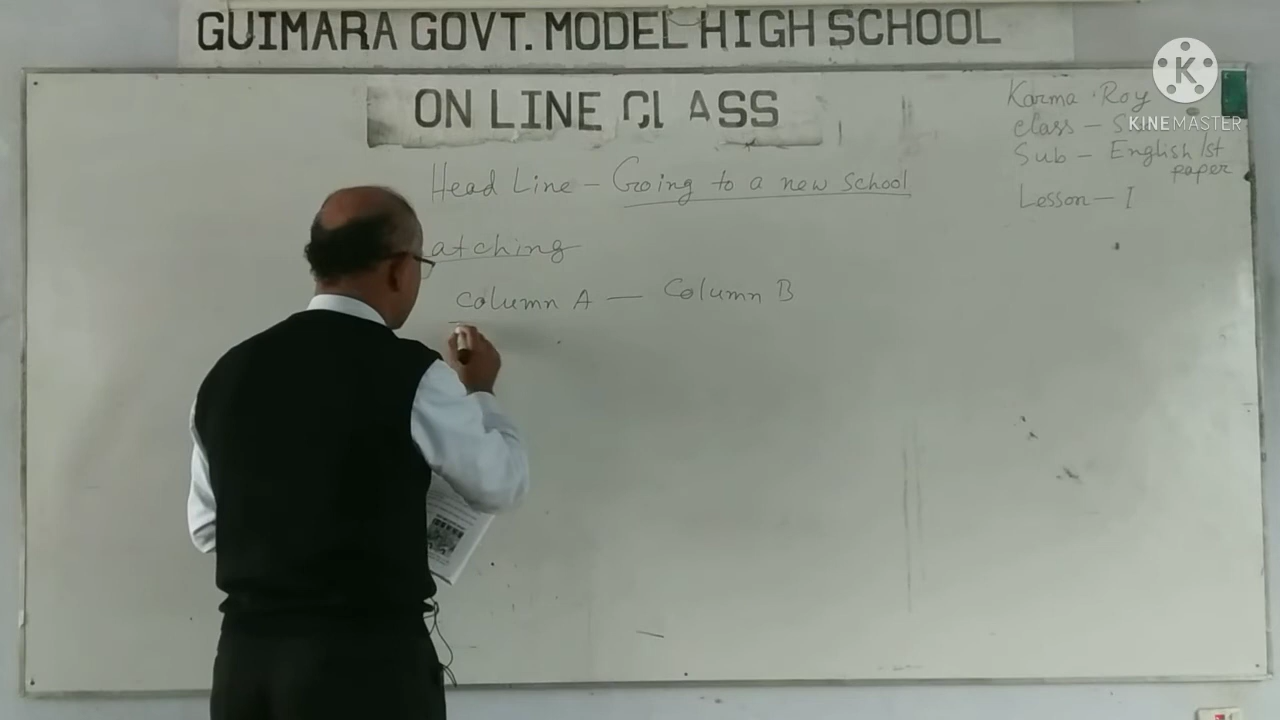 GUIMARA GOVT. MODEL HIGH SCHOOL
ON LINE CLASS
K
KINEMASTER
Karma Roy
class –
Sub – English 1st paper
Lesson – I
Head Line – Going to a new school
atching
Column A — Column B